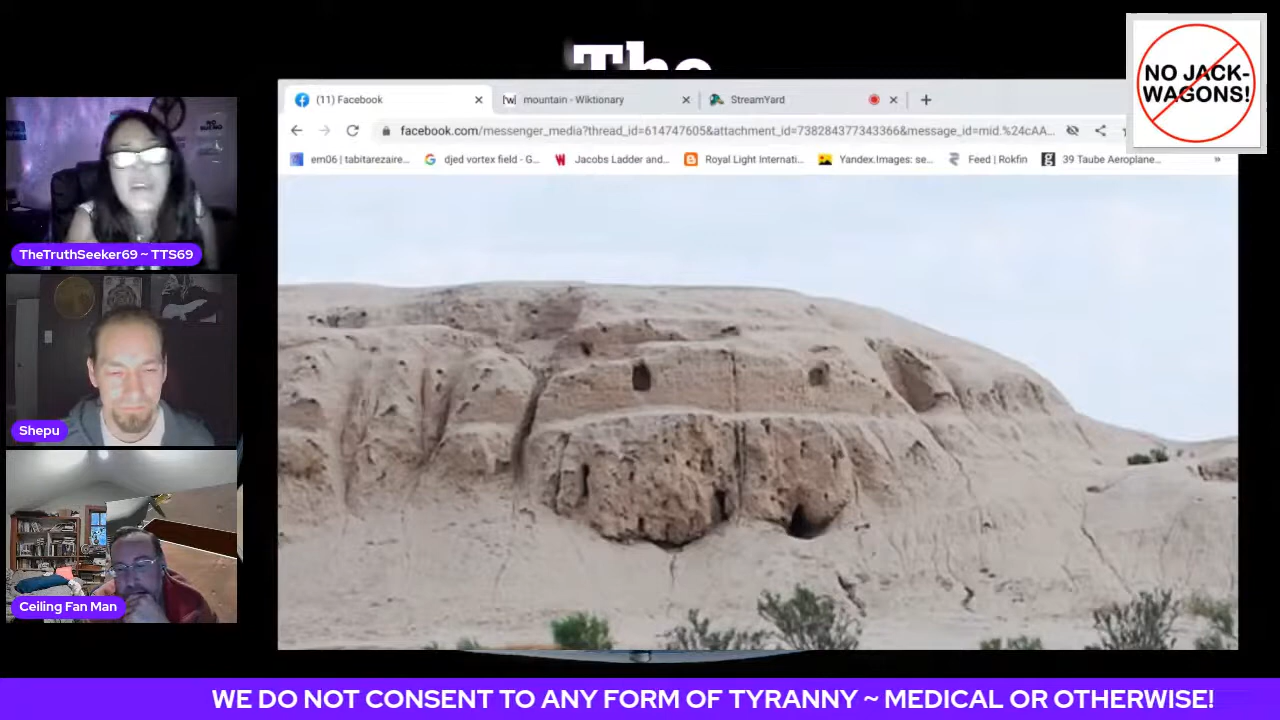 The
NO JACK-
WAGONS!
(11) Facebook
mountain - Wiktionary
StreamYard
facebook.com/messenger_media?thread_id=614747605&attachment_id=738284377343366&message_id=mid.%24cAA...
em06 | tabitarezaire...
djed vortex field - G...
Jacobs Ladder and...
Royal Light Internati...
Yandex.Images: se...
Feed | Rokfin
39 Taube Aeroplane...
TheTruthSeeker69 ~ TTS69
Shepu
Ceiling Fan Man
WE DO NOT CONSENT TO ANY FORM OF TYRANNY ~ MEDICAL OR OTHERWISE!